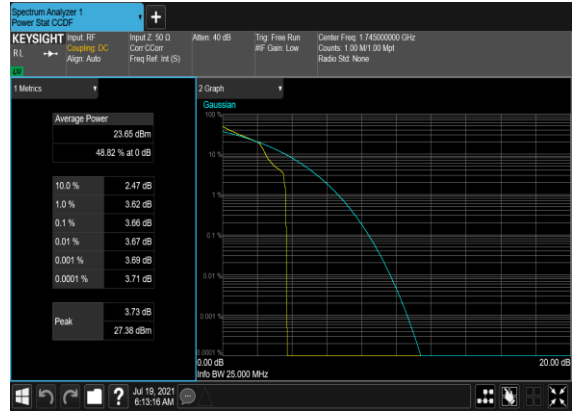 Spectrum Analyzer 1
Power Stat CCDF
KEYSIGHT
RL
Input: RF
Coupling: DC
Align: Auto
Input Z: 50 Ω
Corr CCorr
Freq Ref: Int (S)
Atten: 40 dB
Trig: Free Run
#IF Gain: Low
Center Freq: 1.745000000 GHz
Counts: 1.00 M/1.00 Mpt
Radio Std: None
1 Metrics
Average Power
23.65 dBm
48.82 % at 0 dB
10.0 % 2.47 dB
1.0 % 3.62 dB
0.1 % 3.66 dB
0.01 % 3.67 dB
0.001 % 3.69 dB
0.0001 % 3.71 dB
Peak
3.73 dB
27.38 dBm
2 Graph
Gaussian
100 %
10 %
1 %
0.1 %
0.01 %
0.001 %
0.0001 %
0.00 dB
20.00 dB
Info BW 25.000 MHz
?
Jul 19, 2021
6:13:16 AM